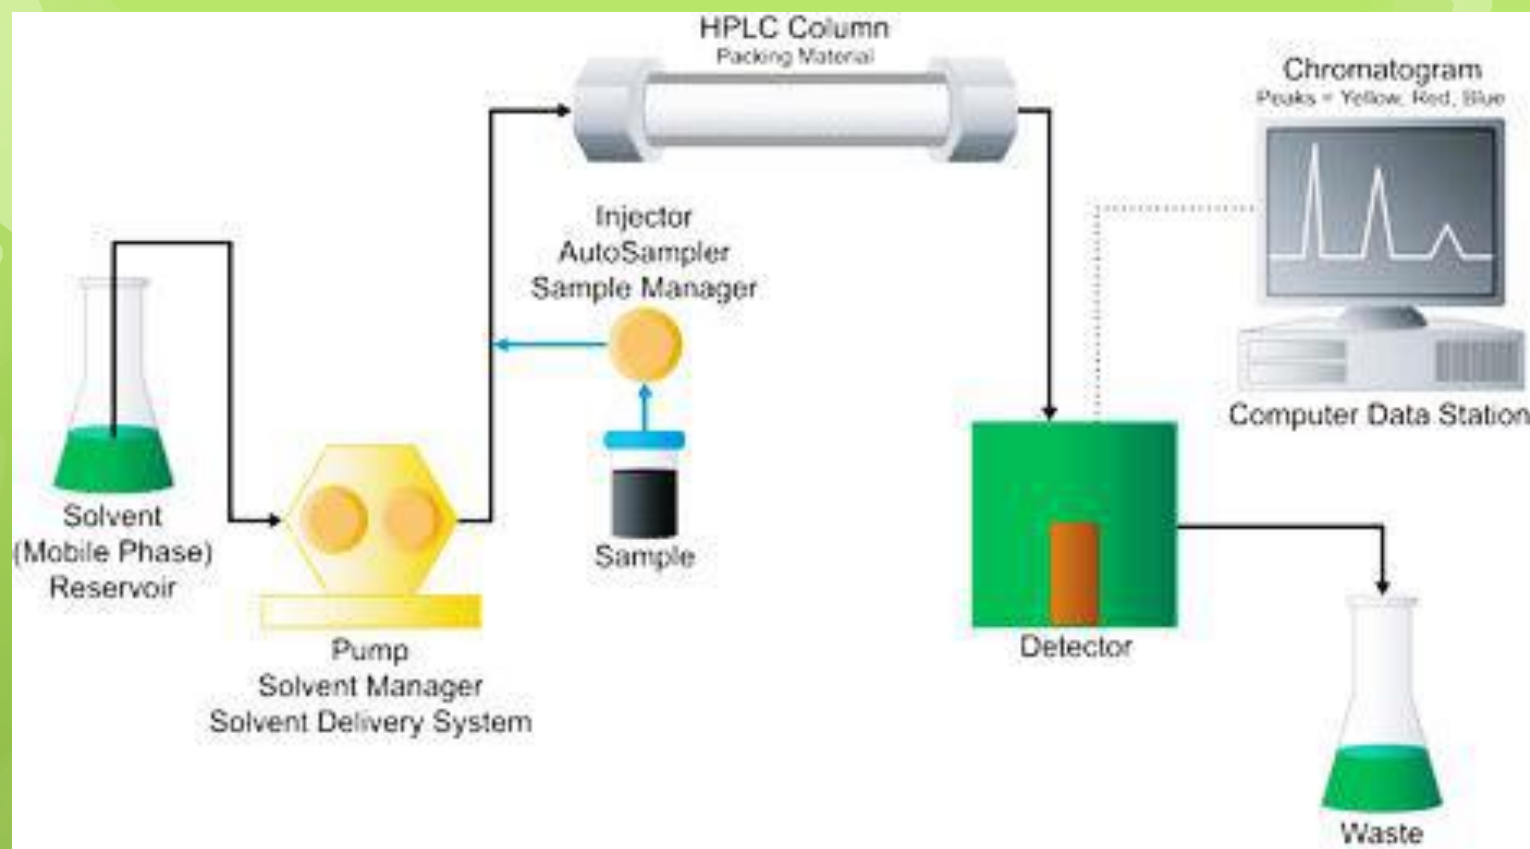 HPLC Column
Packing Material
Chromatogram
Peaks = Yellow, Red, Blue
Injector
AutoSampler
Sample Manager
Computer Data Station
Solvent
(Mobile Phase)
Reservoir
Sample
Pump
Solvent Manager
Solvent Delivery System
Detector
Waste